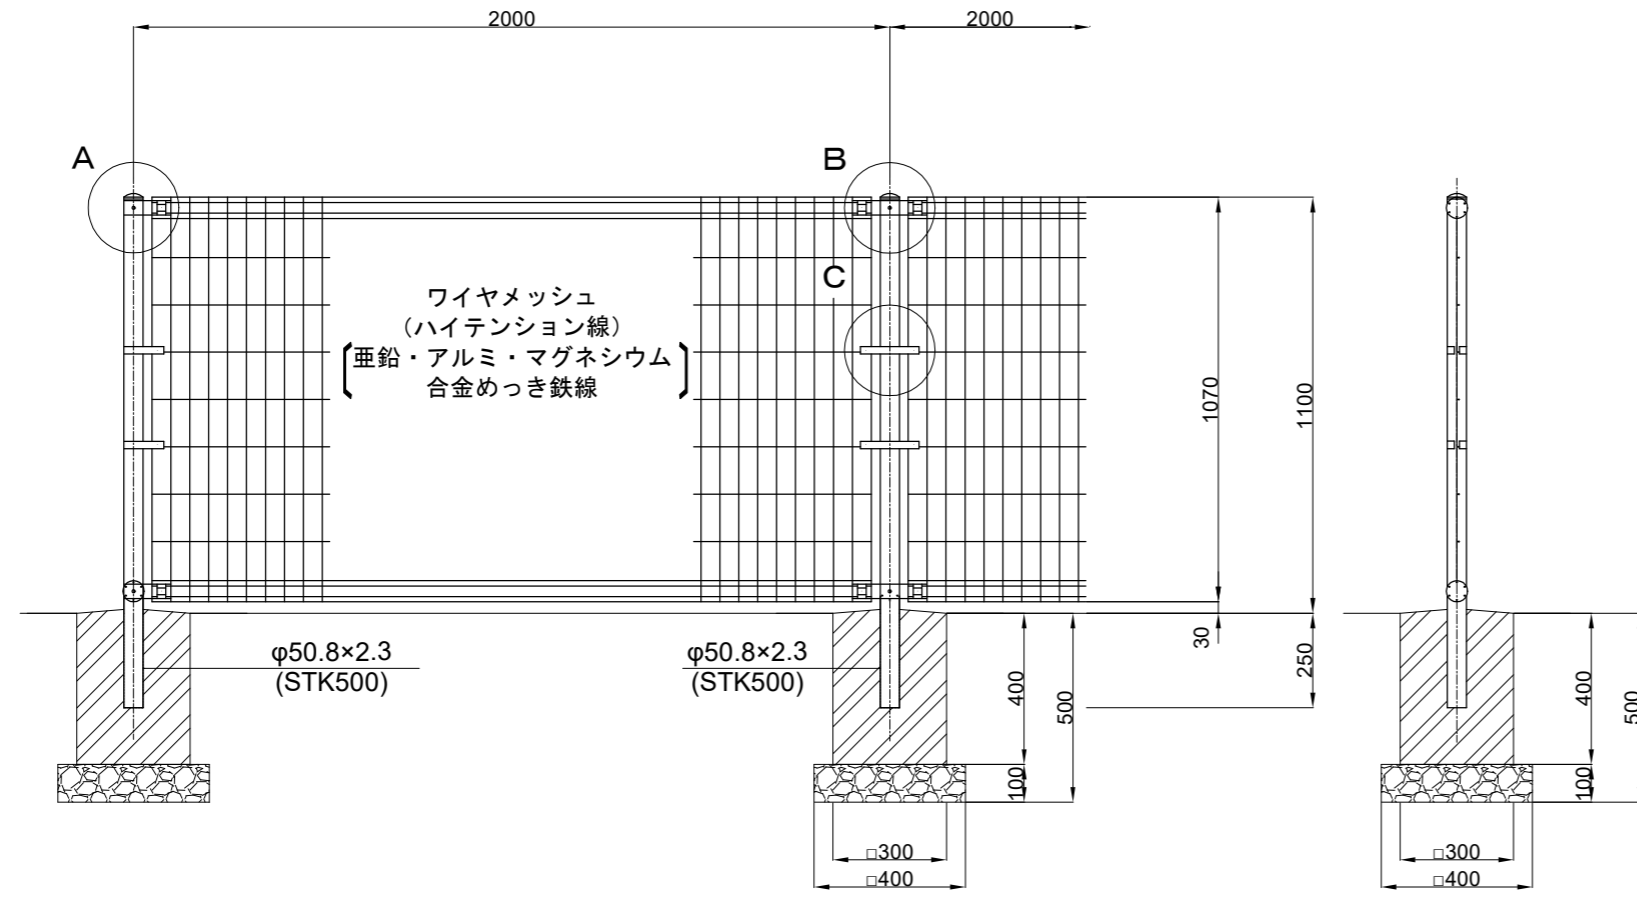 2000
2000
A
B
C
ワイヤメッシュ
(ハイテンション線)
亜鉛・アルミ・マグネシウム
合金めっき鉄線
1070
1100
30
250
φ50.8×2.3
(STK500)
φ50.8×2.3
(STK500)
400
500
100
□300
□400
400
500
100
□300
□400